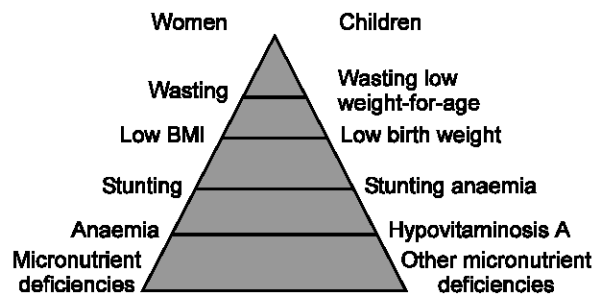 Women Children
Wasting
Wasting low
weight-for-age
Low BMI Low birth weight
Stunting Stunting anaemia
Anaemia Hypovitaminosis A
Micronutrient
deficiencies
Other micronutrient
deficiencies